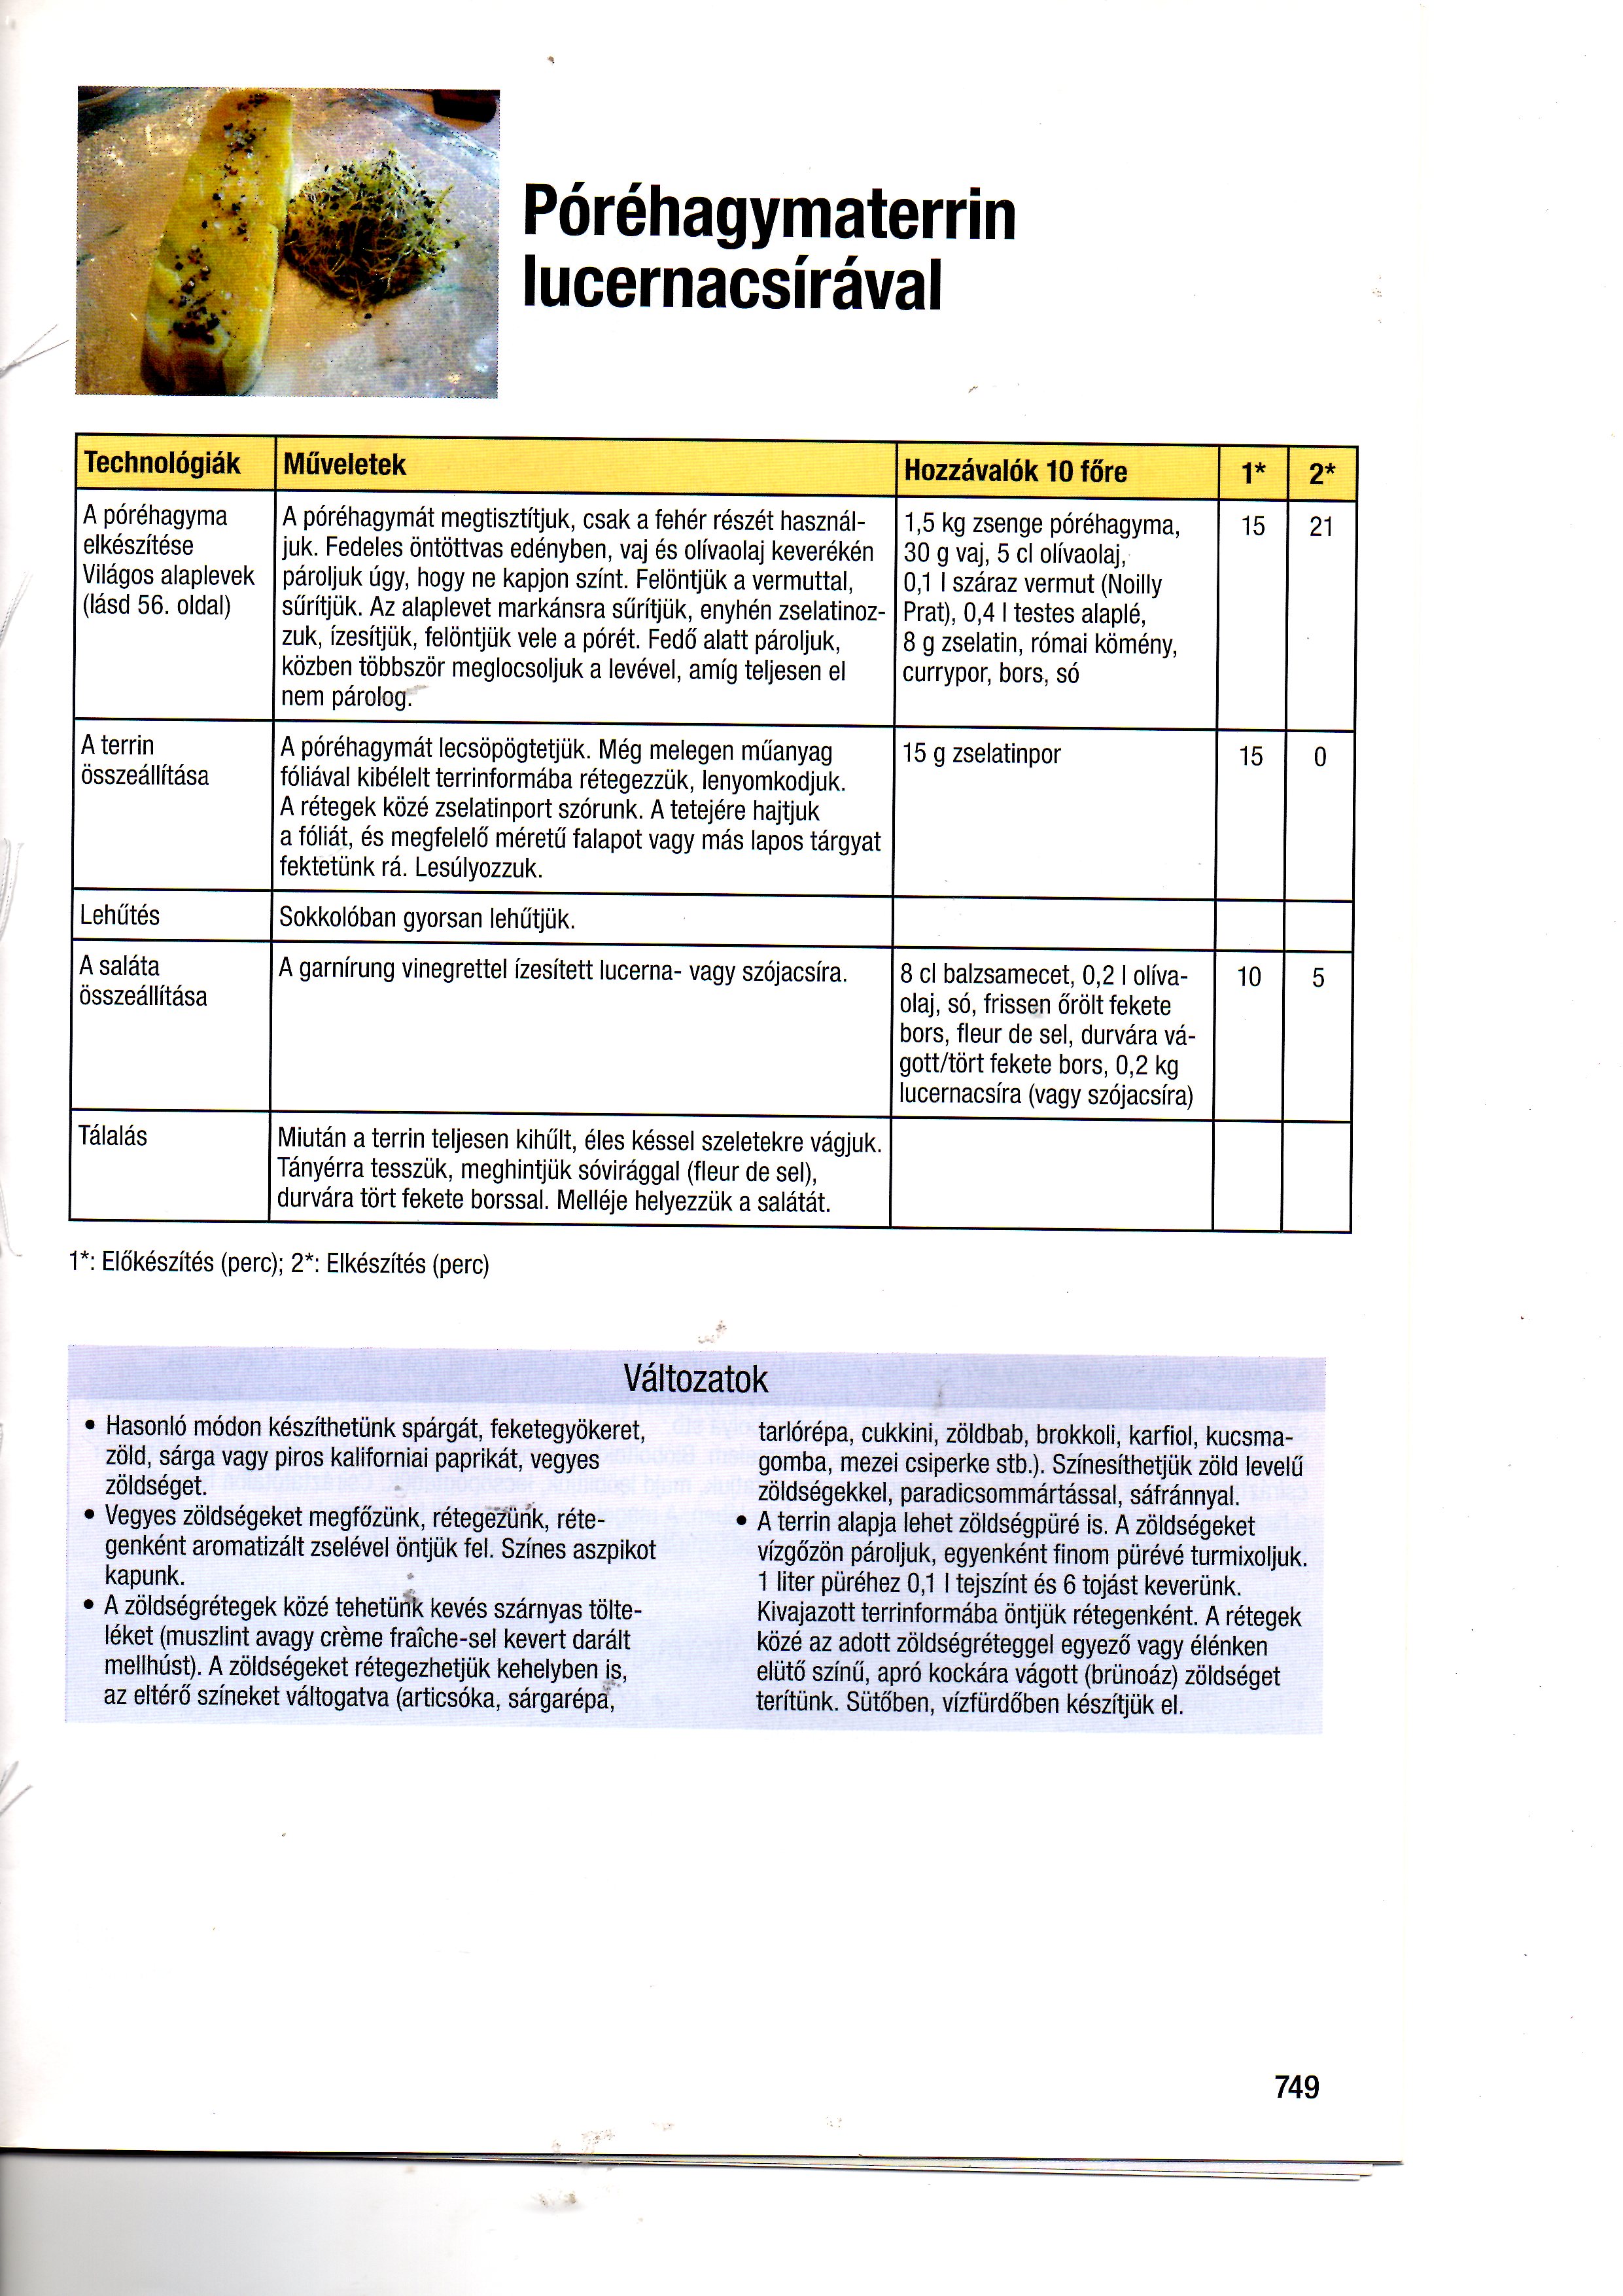 Póréhagymaterrin
lucernacsírával
Technológiák
Műveletek
Hozzávalók 10 főre
1*
2*
A póréhagyma
elkészítése
Világos alaplevek
(lásd 56. oldal)
A póréhagymát megtisztítjuk, csak a fehér részét használ-
juk. Fedeles öntöttvas edényben, vaj és olívaolaj keverékén
pároljuk úgy, hogy ne kapjon színt. Felöntjük a vermuttal,
sűrítjük. Az alaplevet markánsra sűrítjük, enyhén zselatinoz-
zuk, ízesítjük, felöntjük vele a pórét. Fedő alatt pároljuk,
közben többször meglocsoljuk a levével, amíg teljesen el
nem párolog.
1,5 kg zsenge póréhagyma,
30 g vaj, 5 cl olívaolaj,
0,1 l száraz vermut (Noilly
Prat), 0,4 l testes alaplé,
8 g zselatin, római kömény,
currypor, bors, só
15
21
A terrin
összeállítása
A póréhagymát lecsöpögtetjük. Még melegen műanyag
fóliával kibélelt terrinformába rétegezzük, lenyomkodjuk.
A rétegek közé zselatinport szórunk. A tetejére hajtjuk
a fóliát, és megfelelő méretű falapot vagy más lapos tárgyat
fektetünk rá. Lesúlyozzuk.
15 g zselatinpor
15
0
Lehűtés
Sokkolóban gyorsan lehűtjük.
A saláta
összeállítása
A garnírung vinegrettel ízesített lucerna- vagy szójacsíra.
8 cl balzsamecet, 0,2 l olíva-
olaj, só, frissen őrölt fekete
bors, fleur de sel, durvára vá-
gott/tört fekete bors, 0,2 kg
lucernacsíra (vagy szójacsíra)
10
5
Tálalás
Miután a terrin teljesen kihűlt, éles késsel szeletekre vágjuk.
Tányérra tesszük, meghintjük sóvirággal (fleur de sel),
durvára tört fekete borssal. Melléje helyezzük a salátát.
1*: Előkészítés (perc); 2*: Elkészítés (perc)
Változatok
• Hasonló módon készíthetünk spárgát, feketegyökeret,
zöld, sárga vagy piros kaliforniai paprikát, vegyes
zöldséget.
• Vegyes zöldségeket megfőzünk, rétegezünk, réte-
genként aromatizált zselével öntjük fel. Színes aszpikot
kapunk.
• A zöldségrétegek közé tehetünk kevés szárnyas tölte-
léket (muszlint avagy crème fraîche-sel kevert darált
mellhúst). A zöldségeket rétegezhetjük kehelyben is,
az eltérő színeket váltogatva (articsóka, sárgarépa,
tarlórépa, cukkini, zöldbab, brokkoli, karfiol, kucsma-
gomba, mezei csiperke stb.). Színesíthetjük zöld levelű
zöldségekkel, paradicsommártással, sáfránnyal.
• A terrin alapja lehet zöldségpüré is. A zöldségeket
vízgőzön pároljuk, egyenként finom pürévé turmixoljuk.
1 liter püréhez 0,1 l tejszínt és 6 tojást keverünk.
Kivajazott terrinformába öntjük rétegenként. A rétegek
közé az adott zöldségréteggel egyező vagy élénken
elütő színű, apró kockára vágott (brünoáz) zöldséget
terítünk. Sütőben, vízfürdőben készítjük el.
749